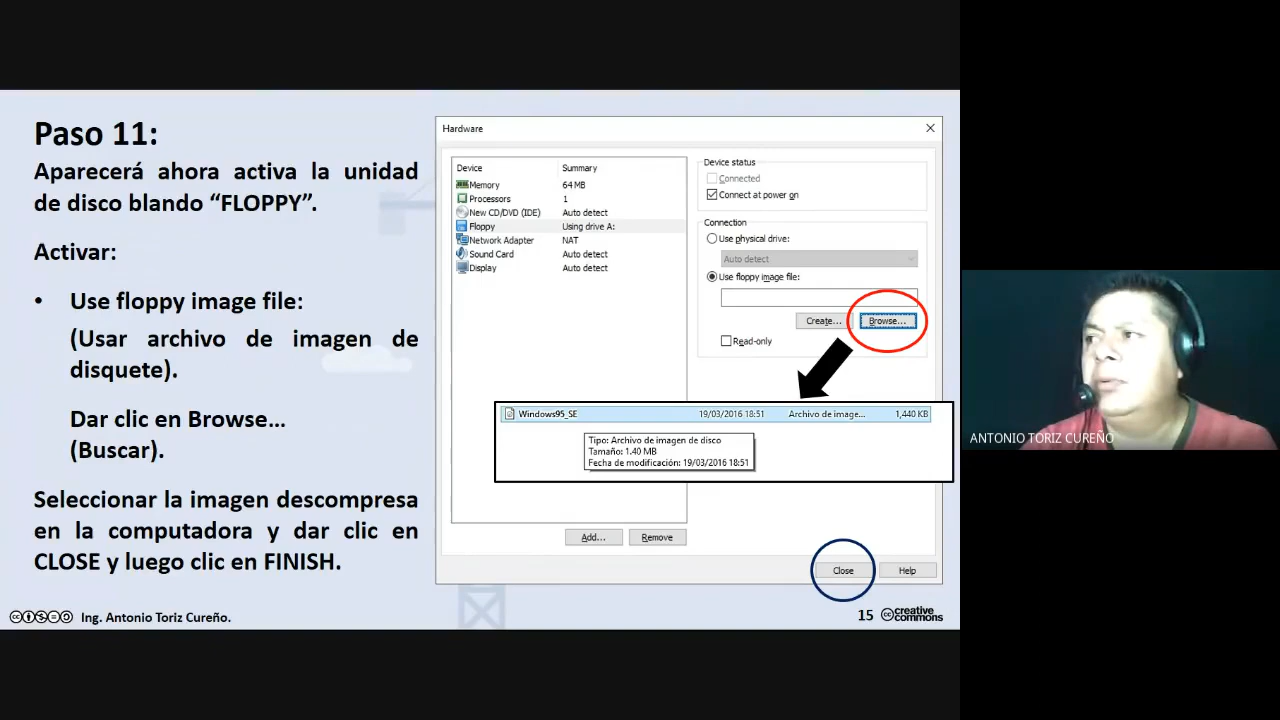 Paso 11:
Aparecerá ahora activa la unidad
de disco blando “FLOPPY”.
Activar:
• Use floppy image file:
(Usar archivo de imagen de
disquete).
Dar clic en Browse...
(Buscar).
Seleccionar la imagen descompresa
en la computadora y dar clic en
CLOSE y luego clic en FINISH.
Ing. Antonio Toriz Cureño.
15
creative
commons
Hardware
Device Summary
Memory 64 MB
Processors 1
New CD/DVD (IDE) Auto detect
Floppy Using drive A:
Network Adapter NAT
Sound Card Auto detect
Display Auto detect
Add... Remove
Device status
Connected
Connect at power on
Connection
Use physical drive:
Auto detect
Use floppy image file:
Create... Browse...
Read-only
Windows95_SE 19/03/2016 18:51 Archivo de image... 1,440 KB
Tipo: Archivo de imagen de disco
Tamaño: 1.40 MB
Fecha de modificación: 19/03/2016 18:51
Close Help
ANTONIO TORIZ CUREÑO